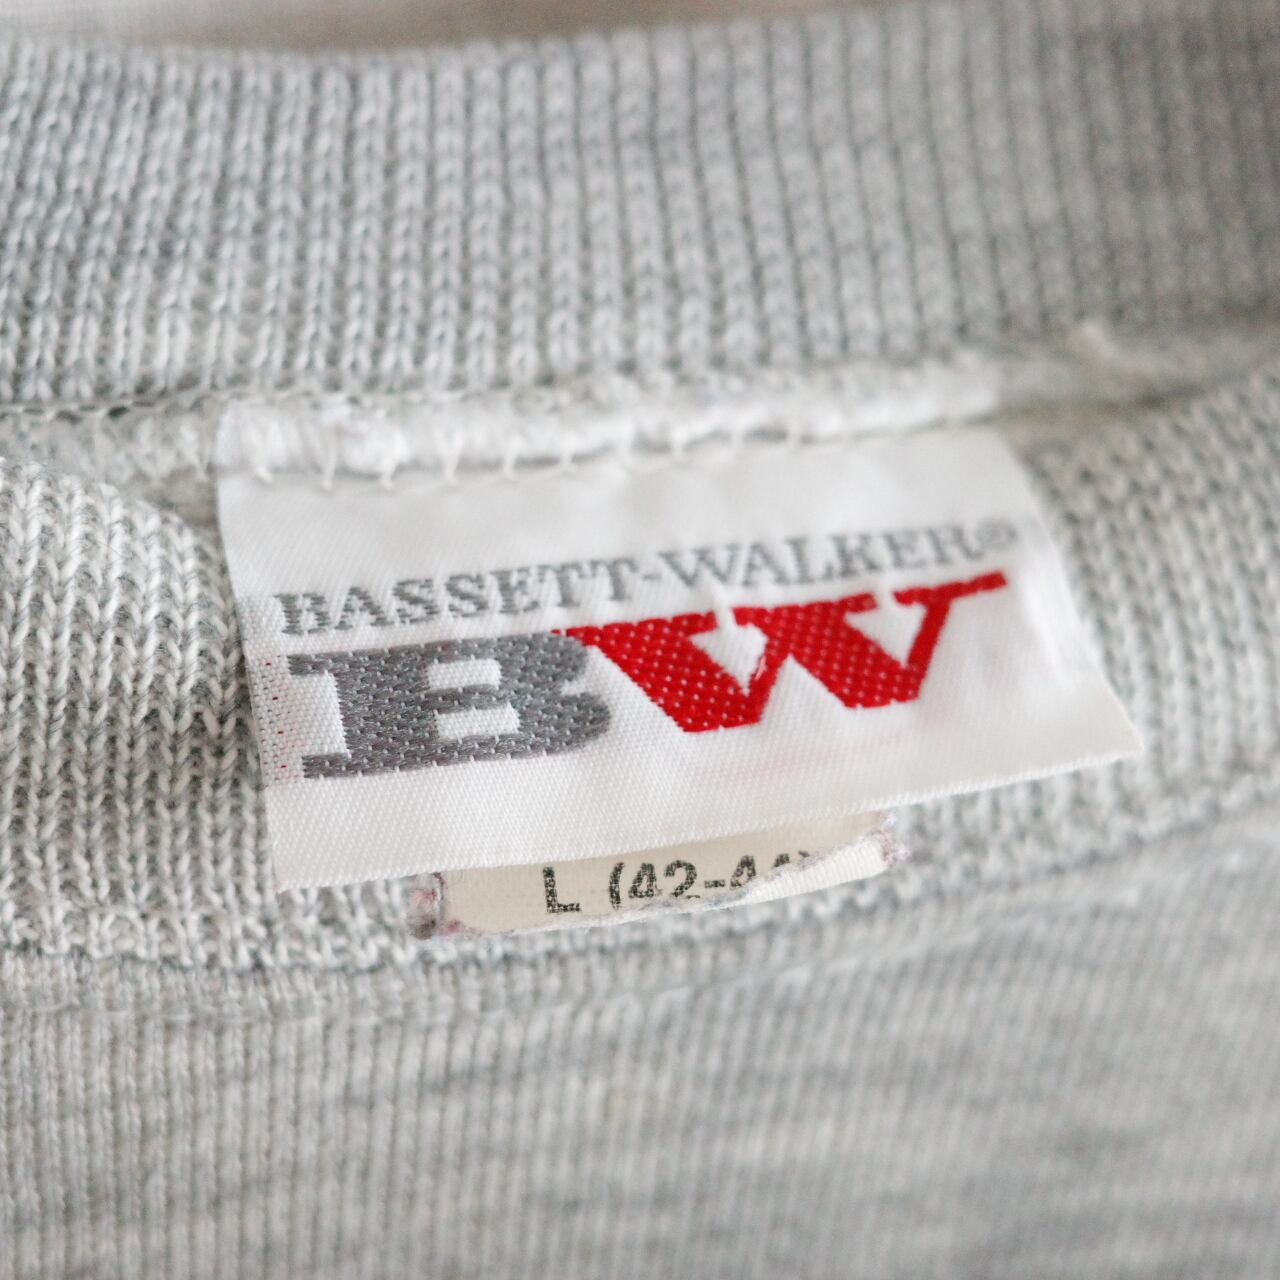 BASSETT-WALKER®
BW
L (42-44)